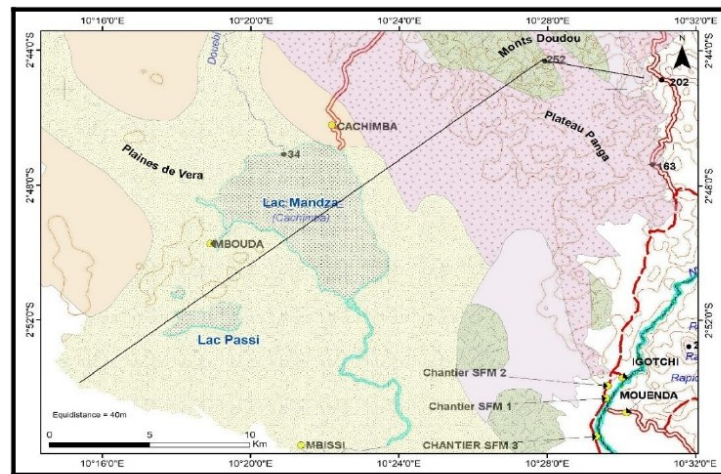 10°16'0"E 10°20'0"E 10°24'0"E 10°28'0"E 10°32'0"E
2°44'0"S
2°44'0"S
Douébi
Monts Doudou
N
252
202
CACHIMBA
Plateau Panga
34
Plaines de Vera
63
2°48'0"S
2°48'0"S
Lac Mandza
(Cachimba)
MBOUDA
2°52'0"S
2°52'0"S
Lac Passi
IGOTCHI
Chantier SFM 2
MOUENDA
Chantier SFM 1
Equidistance = 40m
0 5 10
Km
MBISSI
CHANTIER SFM 3
10°16'0"E 10°20'0"E 10°24'0"E 10°28'0"E 10°32'0"E